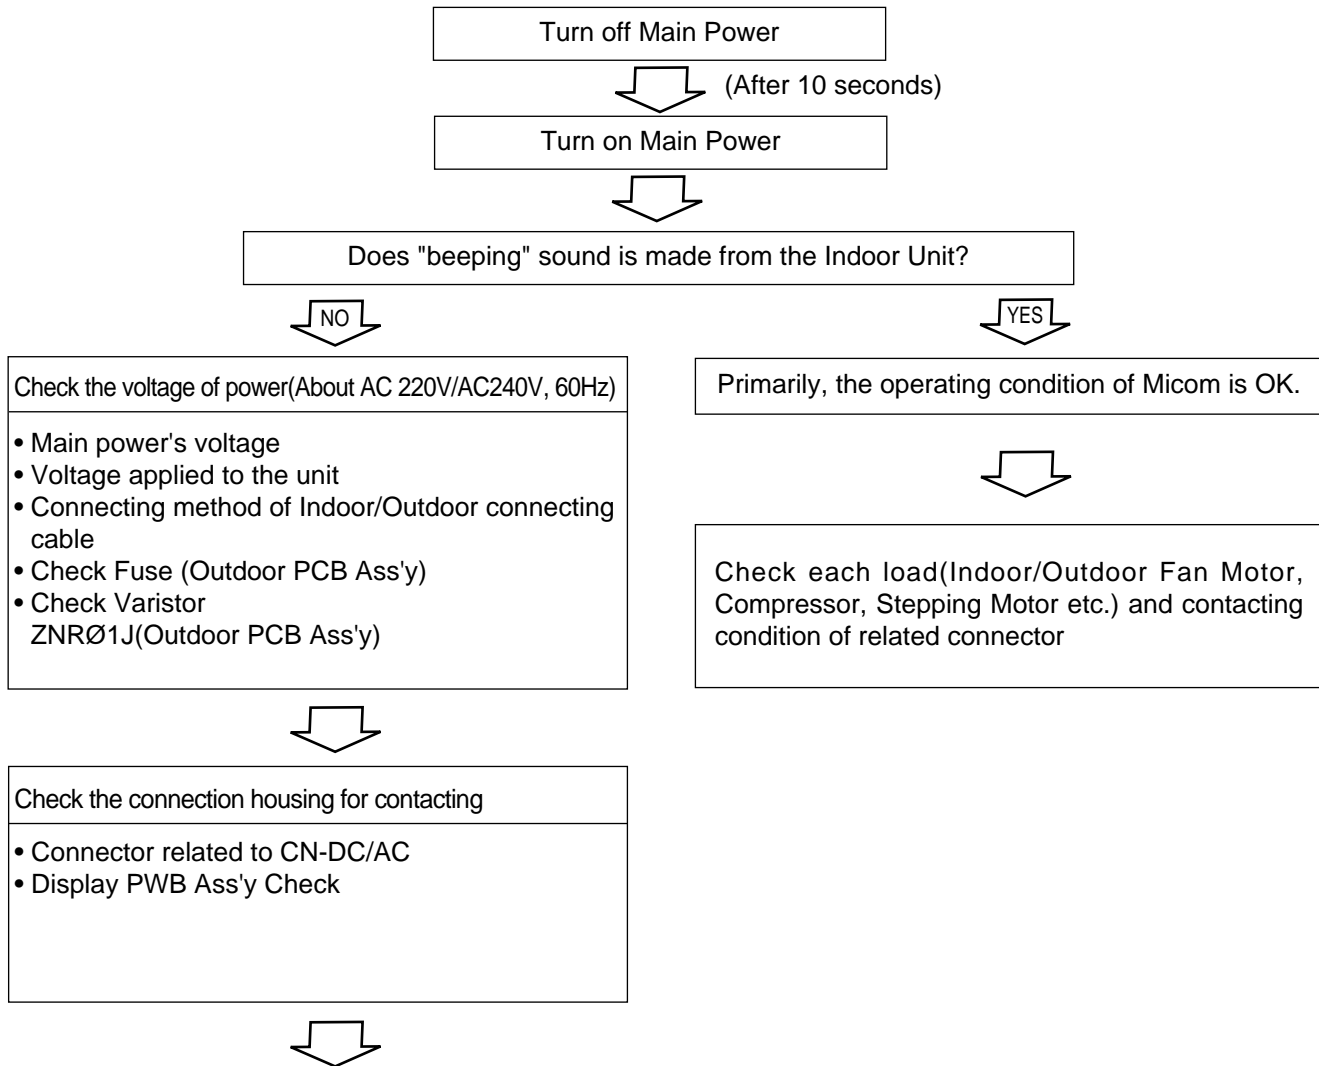 Turn off Main Power
(After 10 seconds)
Turn on Main Power
Does "beeping" sound is made from the Indoor Unit?
NO
YES
Check the voltage of power(About AC 220V/AC240V, 60Hz)
• Main power's voltage
• Voltage applied to the unit
• Connecting method of Indoor/Outdoor connecting
cable
• Check Fuse (Outdoor PCB Ass'y)
• Check Varistor
ZNRØ1J(Outdoor PCB Ass'y)
Primarily, the operating condition of Micom is OK.
Check each load(Indoor/Outdoor Fan Motor,
Compressor, Stepping Motor etc.) and contacting
condition of related connector
Check the connection housing for contacting
• Connector related to CN-DC/AC
• Display PWB Ass'y Check